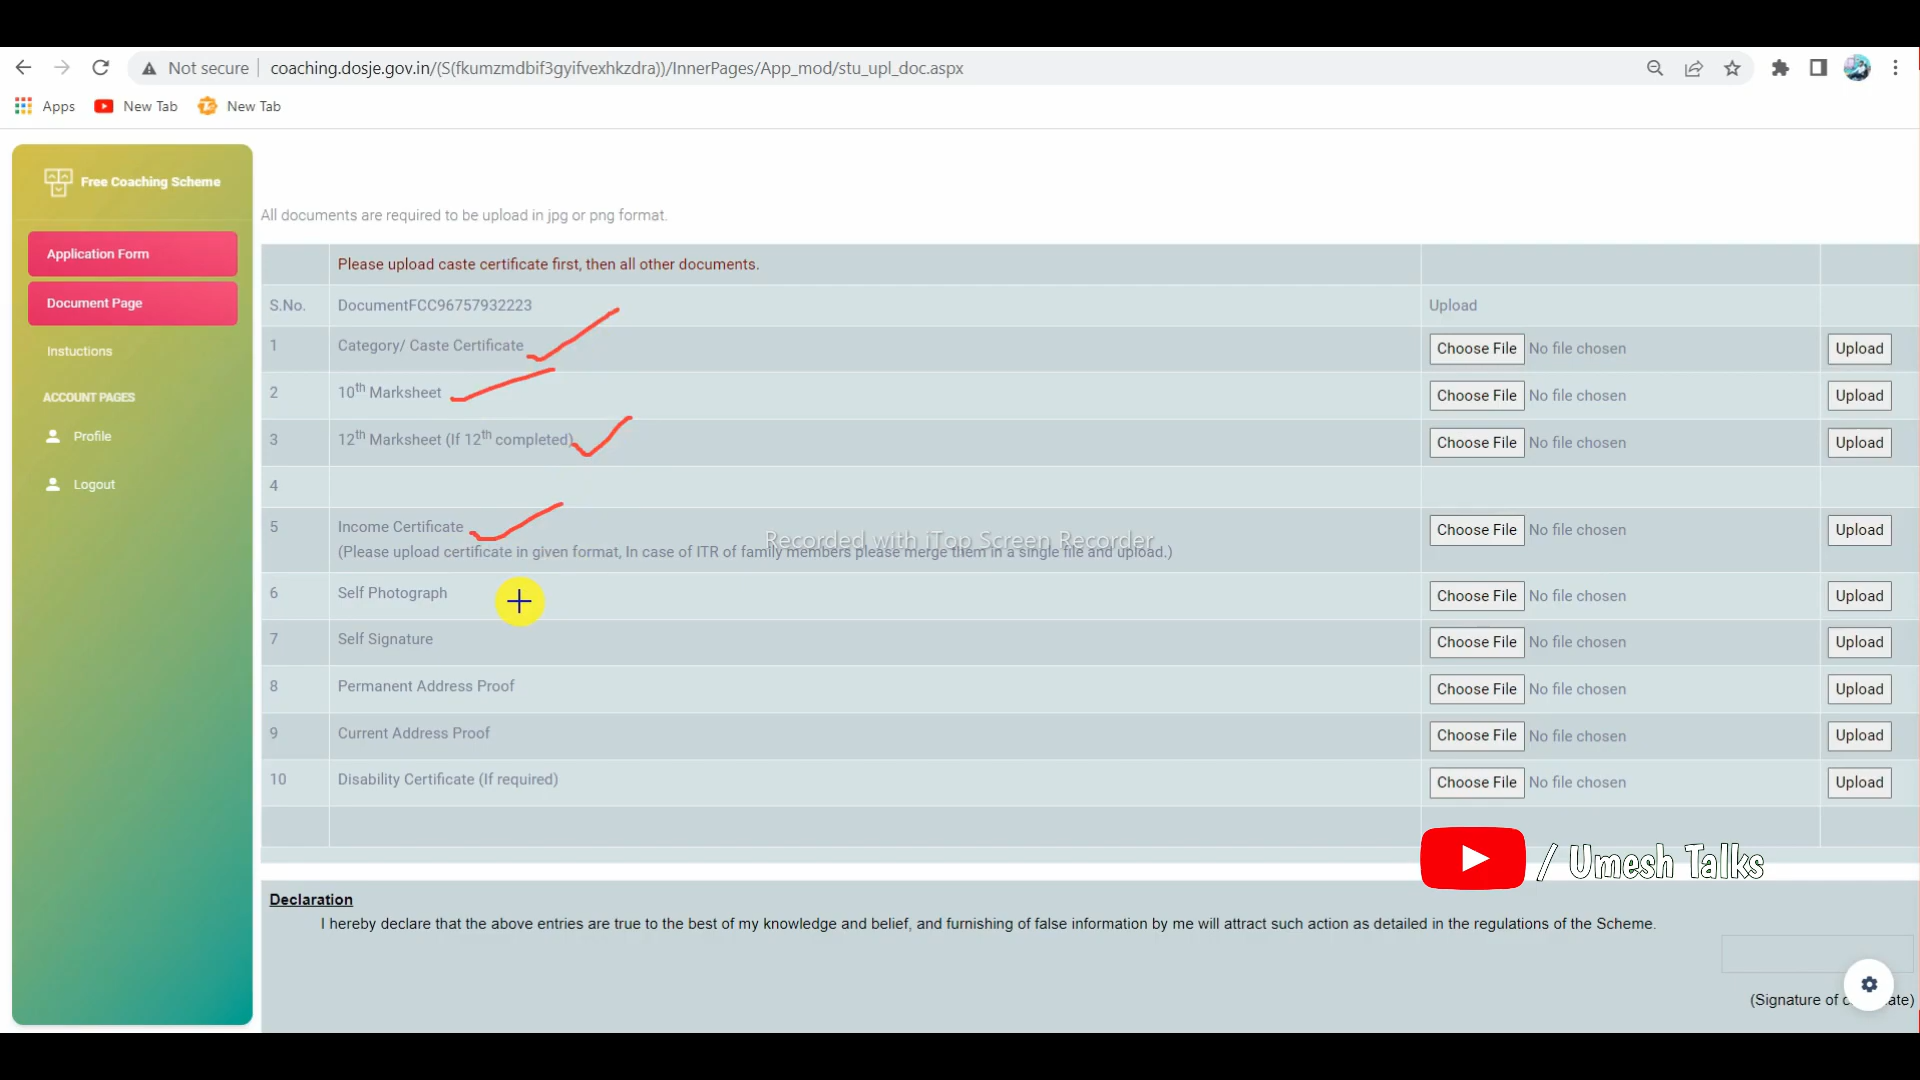 Not secure
coaching.dosje.gov.in/(S(fkumzmdbif3gyifvexhkzdra))/InnerPages/App_mod/stu_upl_doc.aspx
Apps New Tab New Tab
Free Coaching Scheme
Application Form
Document Page
Instuctions
ACCOUNT PAGES
Profile
Logout
All documents are required to be upload in jpg or png format.
Please upload caste certificate first, then all other documents.
S.No. DocumentFCC96757932223 Upload
1 Category/ Caste Certificate Choose File No file chosen Upload
2 10th Marksheet Choose File No file chosen Upload
3 12th Marksheet (If 12th completed) Choose File No file chosen Upload
4
5 Income Certificate Choose File No file chosen Upload
Recorded with iTop Screen Recorder
(Please upload certificate in given format, In case of ITR of family members please merge them in a single file and upload.)
6 Self Photograph Choose File No file chosen Upload
7 Self Signature Choose File No file chosen Upload
8 Permanent Address Proof Choose File No file chosen Upload
9 Current Address Proof Choose File No file chosen Upload
10 Disability Certificate (If required) Choose File No file chosen Upload
/ Umesh Talks
Declaration
I hereby declare that the above entries are true to the best of my knowledge and belief, and furnishing of false information by me will attract such action as detailed in the regulations of the Scheme.
(Signature of